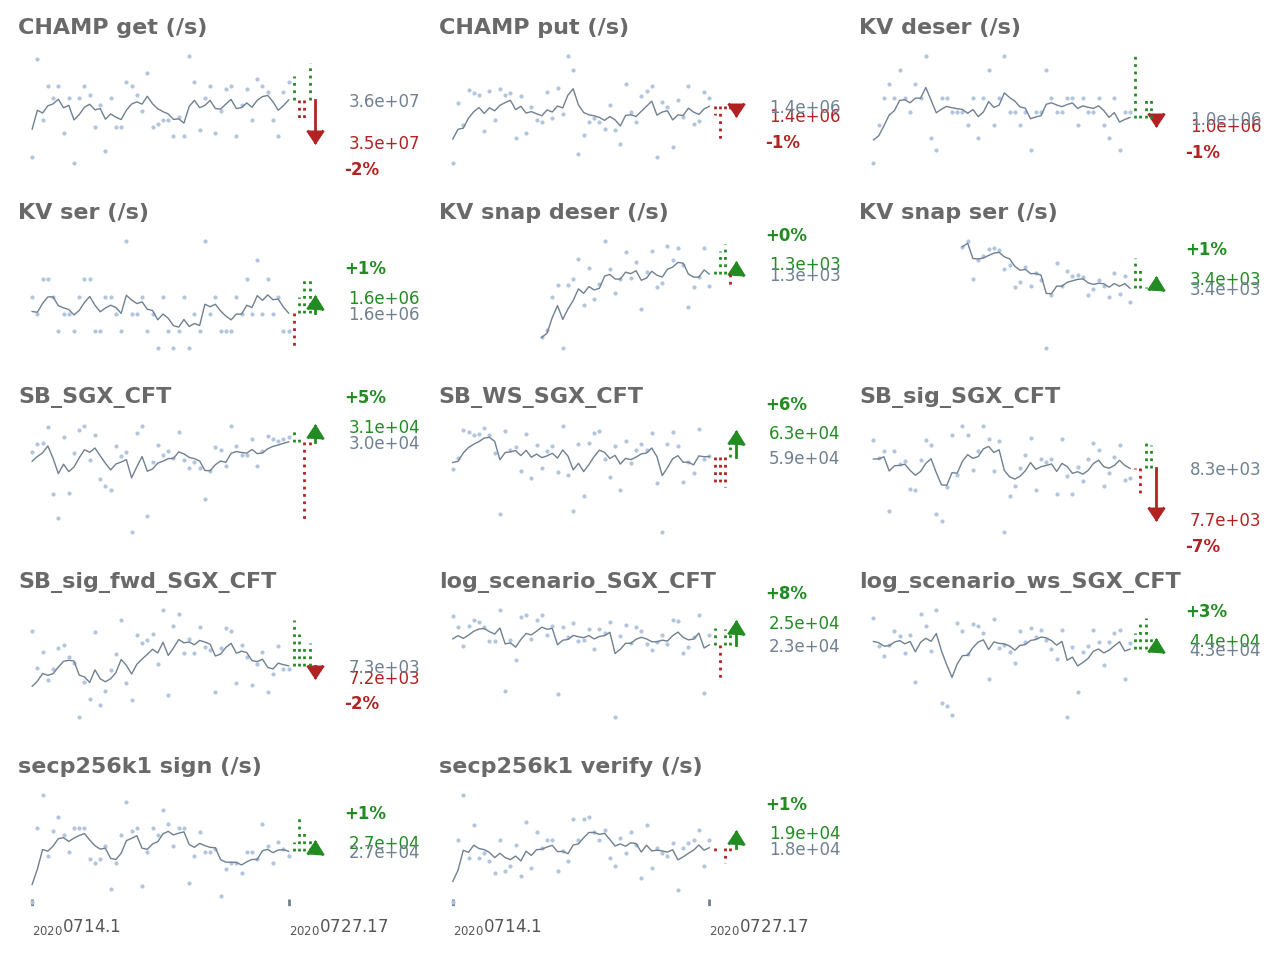 CHAMP get (/s)
3.6e+07
3.5e+07
-2%
CHAMP put (/s)
1.4e+06
1.4e+06
-1%
KV deser (/s)
1.0e+06
1.0e+06
-1%
KV ser (/s)
+1%
1.6e+06
1.6e+06
KV snap deser (/s)
+0%
1.3e+03
1.3e+03
KV snap ser (/s)
+1%
3.4e+03
3.4e+03
SB_SGX_CFT
+5%
3.1e+04
3.0e+04
SB_WS_SGX_CFT
+6%
6.3e+04
5.9e+04
SB_sig_SGX_CFT
8.3e+03
7.7e+03
-7%
SB_sig_fwd_SGX_CFT
7.3e+03
7.2e+03
-2%
log_scenario_SGX_CFT
+8%
2.5e+04
2.3e+04
log_scenario_ws_SGX_CFT
+3%
4.4e+04
4.3e+04
secp256k1 sign (/s)
+1%
2.7e+04
2.7e+04
secp256k1 verify (/s)
+1%
1.9e+04
1.8e+04
20200714.1
20200727.17
20200714.1
20200727.17